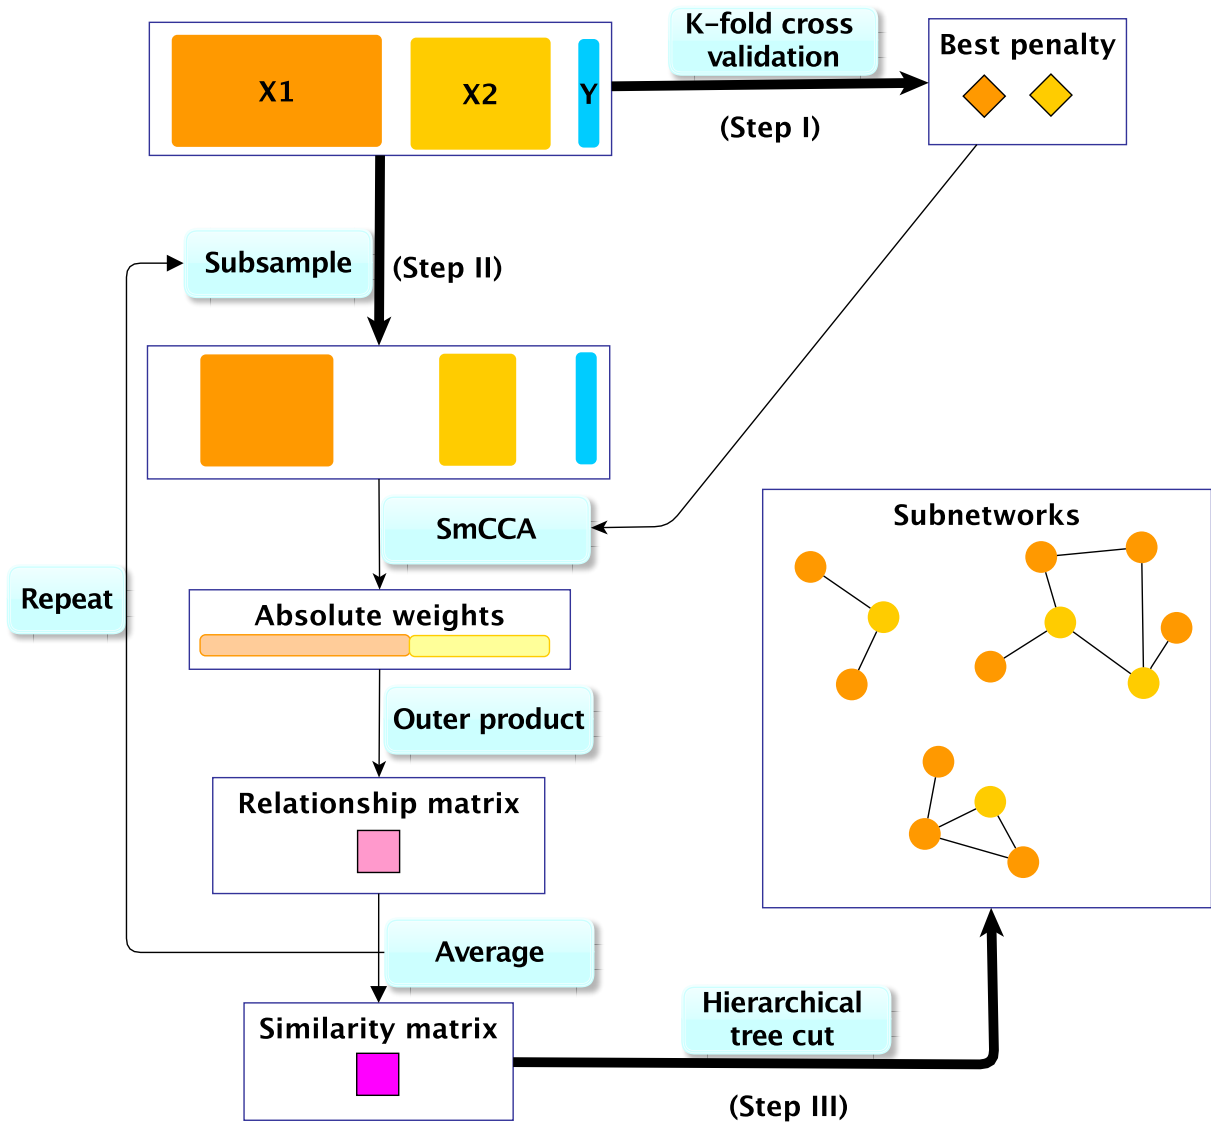 K-fold cross
validation
X1
X2
Y
Best penalty
(Step I)
Subsample
(Step II)
SmCCA
Subnetworks
Repeat
Absolute weights
Outer product
Relationship matrix
Average
Similarity matrix
Hierarchical
tree cut
(Step III)